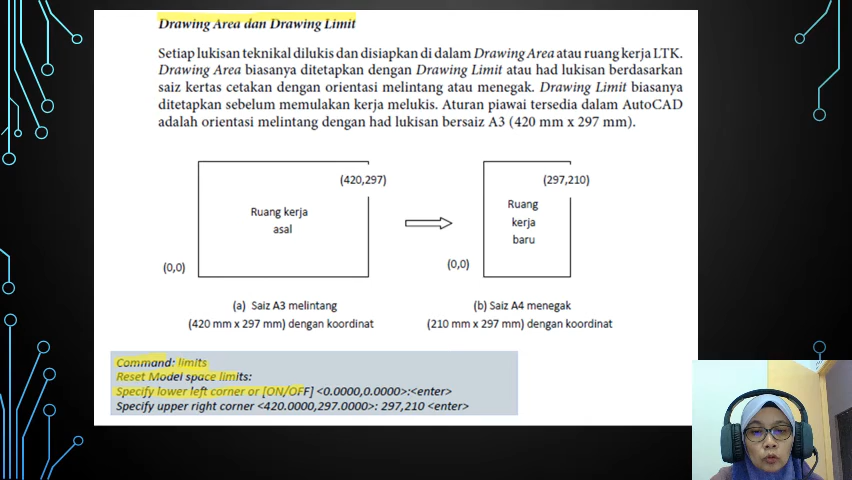 Drawing Area dan Drawing Limit
Setiap lukisan teknikal dilukis dan disiapkan di dalam Drawing Area atau ruang kerja LTK.
Drawing Area biasanya ditetapkan dengan Drawing Limit atau had lukisan berdasarkan
saiz kertas cetakan dengan orientasi melintang atau menegak. Drawing Limit biasanya
ditetapkan sebelum memulakan kerja melukis. Aturan piawai tersedia dalam AutoCAD
adalah orientasi melintang dengan had lukisan bersaiz A3 (420 mm x 297 mm).
(420,297)
Ruang kerja
asal
(0,0)
(a) Saiz A3 melintang
(420 mm x 297 mm) dengan koordinat
(297,210)
Ruang
kerja
baru
(0,0)
(b) Saiz A4 menegak
(210 mm x 297 mm) dengan koordinat
Command: limits
Reset Model space limits:
Specify lower left corner or [ON/OFF] <0.0000,0.0000>:<enter>
Specify upper right corner <420.0000,297.0000>: 297,210 <enter>